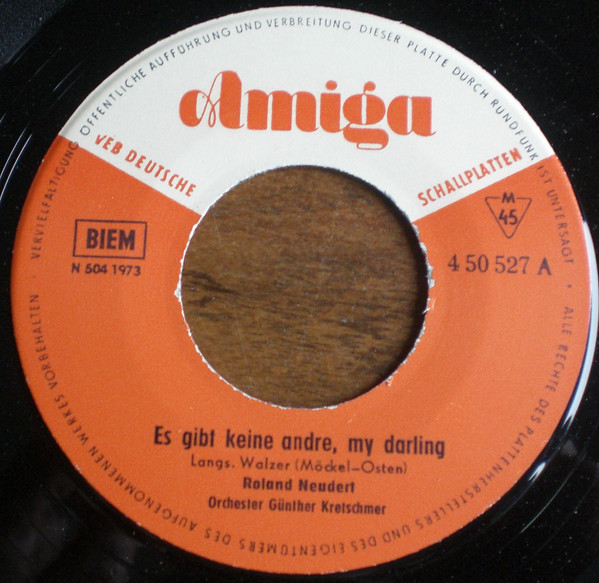 VERVIELFÄLTIGUNG ÖFFENTLICHE AUFFÜHRUNG UND VERBREITUNG DIESER PLATTE DURCH RUNDFUNK IST UNTERSAGT
Amiga
VEB DEUTSCHE SCHALLPLATTEN
BIEM
N 504 1973
M
45
4 50 527 A
Es gibt keine andre, my darling
Langs. Walzer (Möckel-Osten)
Roland Neudert
Orchester Günther Kretschmer
ALLE RECHTE DES PLATTENHERSTELLERS UND DES EIGENTÜMERS DES AUFGENOMMENEN WERKES VORBEHALTEN